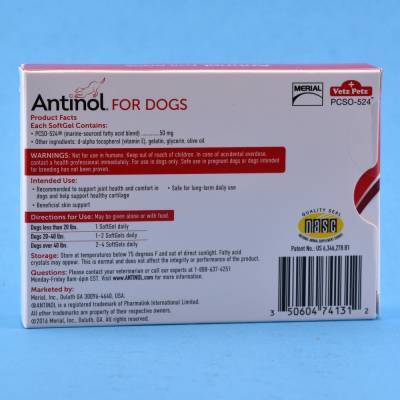 Antinol® FOR DOGS
MERIAL
Vetz Petz
PCSO-524®
Product Facts
Each SoftGel Contains:
• PCSO-524® (marine-sourced fatty acid blend) ............ 50 mg
• Other ingredients: d-alpha tocopherol (vitamin E), gelatin, glycerin, olive oil
WARNINGS: Not for use in humans. Keep out of reach of children. In case of accidental overdose,
contact a health professional immediately. For use in dogs only. Safe use in pregnant dogs or dogs intended
for breeding has not been proven.
Intended Use:
• Recommended to support joint health and comfort in
dogs and help support healthy cartilage
• Beneficial skin support
• Safe for long-term daily use
Directions for Use: May be given alone or with food.
Dogs less than 20 lbs. 1 SoftGel daily
Dogs 20-40 lbs. 1-2 SoftGels daily
Dogs over 40 lbs. 2-4 SoftGels daily
Storage: Store at temperatures below 75 degrees F and out of direct sunlight. Fatty acid
crystals may appear. This is normal and does not affect the integrity or performance of the product.
Questions: Please contact your veterinarian or call our experts at 1-888-637-4251
Monday-Friday 8am-6pm EST. Visit www.ANTINOL.com for more information.
Marketed by:
Merial, Inc., Duluth GA 30096-4640, USA.
®ANTINOL is a registered trademark of Pharmalink International Limited.
All other trademarks are property of their respective owners.
©2016 Merial, Inc., Duluth, GA. All rights reserved.
QUALITY SEAL
nasc
Patent No.: US 6,346,278 B1
3 50604 74131 2